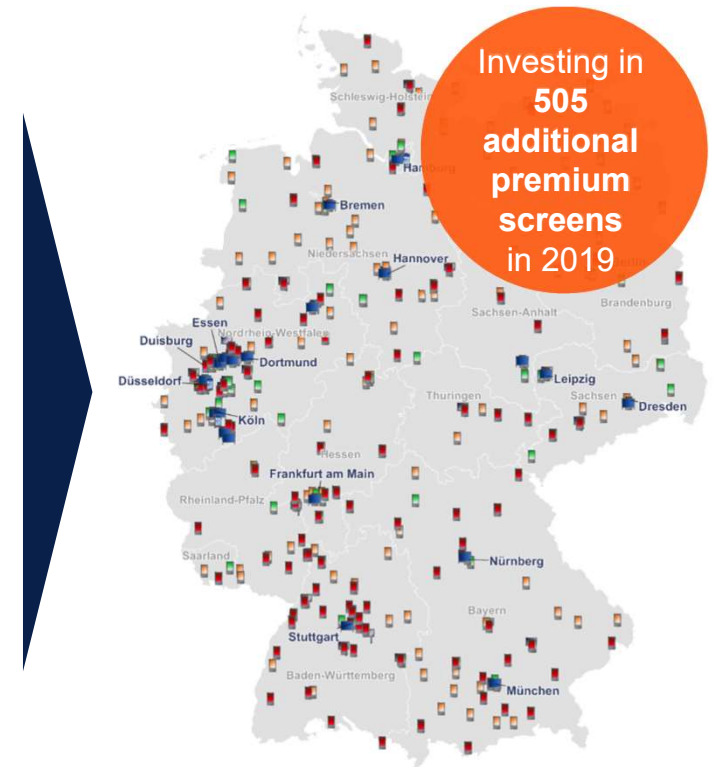 Investing in
505
additional
premium
screens
in 2019
Schleswig-Holstein
Hamburg
Bremen
Niedersachsen
Hannover
Brandenburg
Sachsen-Anhalt
Essen
Nordrhein-Westfalen
Duisburg
Dortmund
Düsseldorf
Leipzig
Thüringen
Sachsen
Dresden
Köln
Hessen
Frankfurt am Main
Rheinland-Pfalz
Saarland
Nürnberg
Bayern
Stuttgart
Baden-Württemberg
München